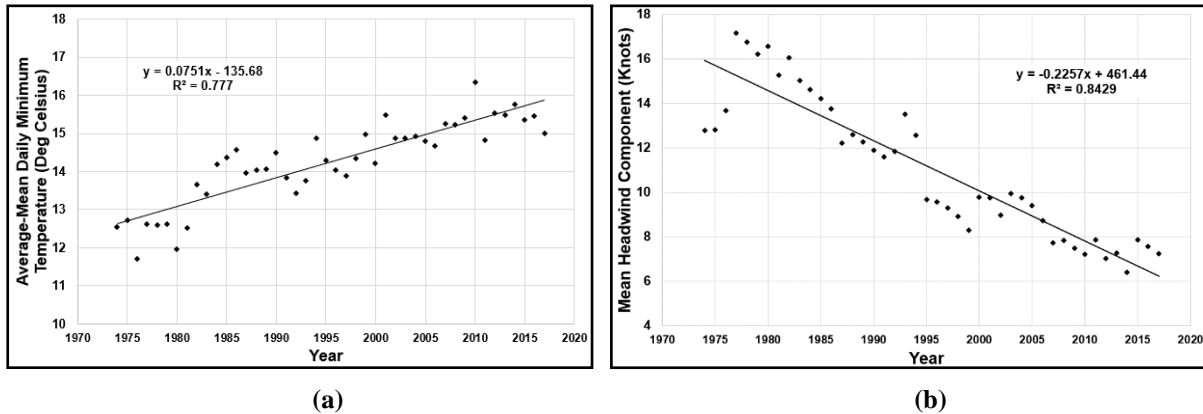 18
17
16
15
14
13
12
11
10
Average-Mean Daily Minimum
Temperature (Deg Celsius)
y = 0.0751x - 135.68
R² = 0.777
1970 1975 1980 1985 1990 1995 2000 2005 2010 2015 2020
Year
(a)
18
16
14
12
10
8
6
4
Mean Headwind Component (Knots)
y = -0.2257x + 461.44
R² = 0.8429
1970 1975 1980 1985 1990 1995 2000 2005 2010 2015 2020
Year
(b)